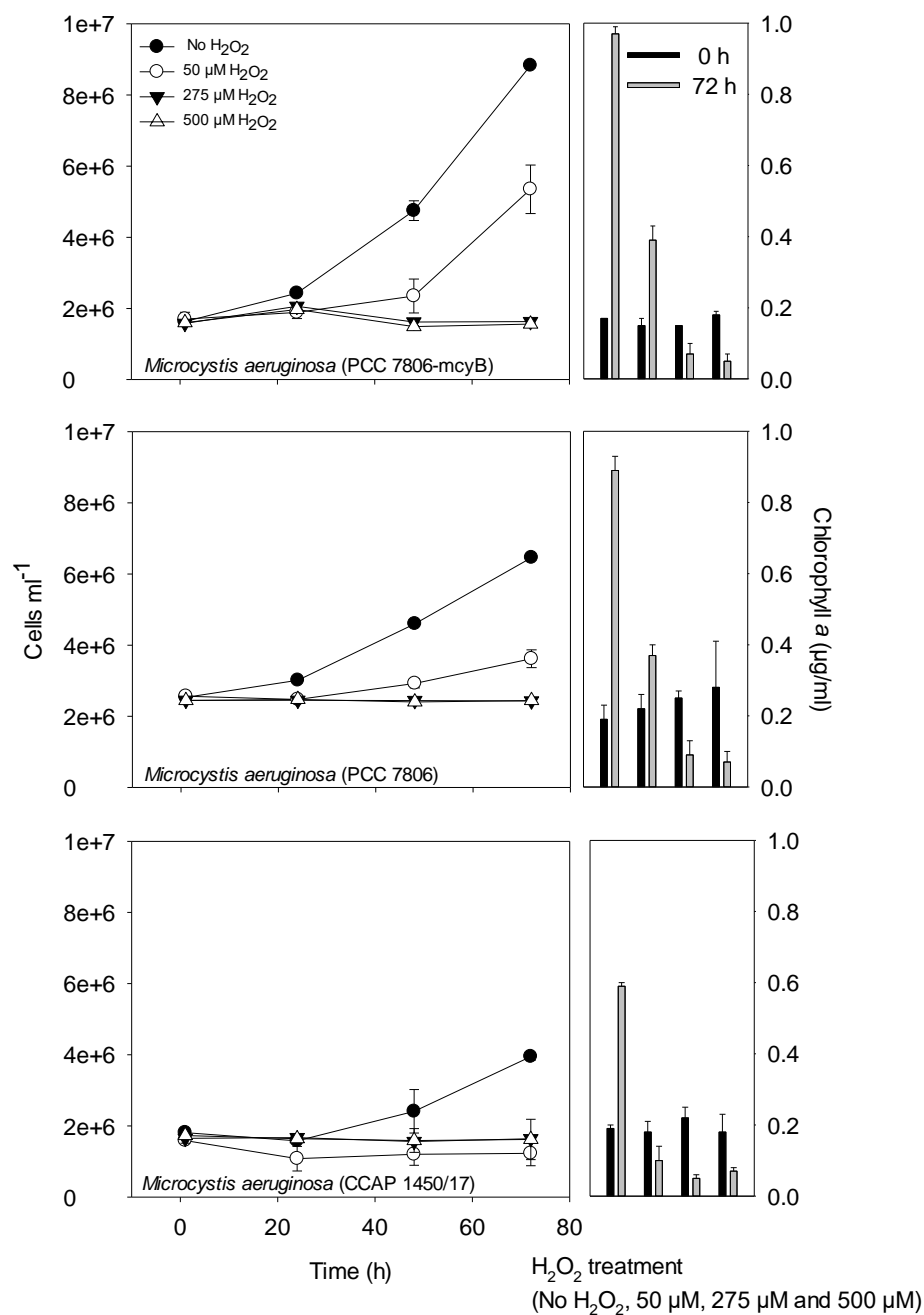 1e+7
8e+6
6e+6
4e+6
2e+6
0
No H₂O₂
50 µM H₂O₂
275 µM H₂O₂
500 µM H₂O₂
Microcystis aeruginosa (PCC 7806-mcyB)
0 h
72 h
1.0
0.8
0.6
0.4
0.2
0.0
1e+7
8e+6
6e+6
4e+6
2e+6
0
Microcystis aeruginosa (PCC 7806)
1.0
0.8
0.6
0.4
0.2
0.0
Cells ml⁻¹
Chlorophyll a (µg/ml)
1e+7
8e+6
6e+6
4e+6
2e+6
0
Microcystis aeruginosa (CCAP 1450/17)
1.0
0.8
0.6
0.4
0.2
0.0
0 20 40 60 80
Time (h)
H₂O₂ treatment
(No H₂O₂, 50 µM, 275 µM and 500 µM)